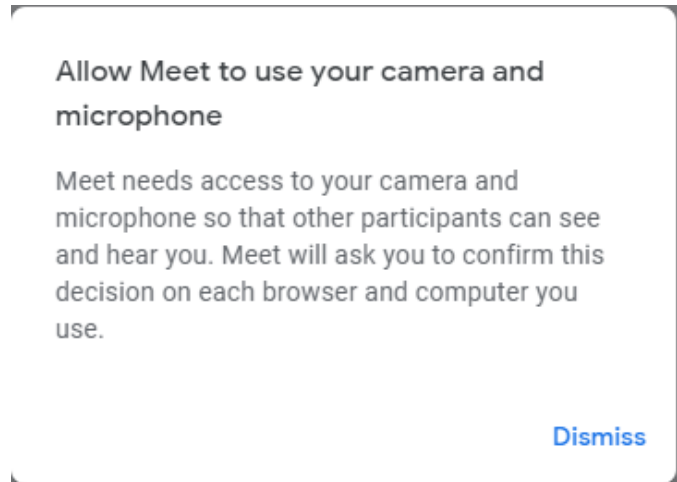 Allow Meet to use your camera and
microphone
Meet needs access to your camera and
microphone so that other participants can see
and hear you. Meet will ask you to confirm this
decision on each browser and computer you
use.
Dismiss